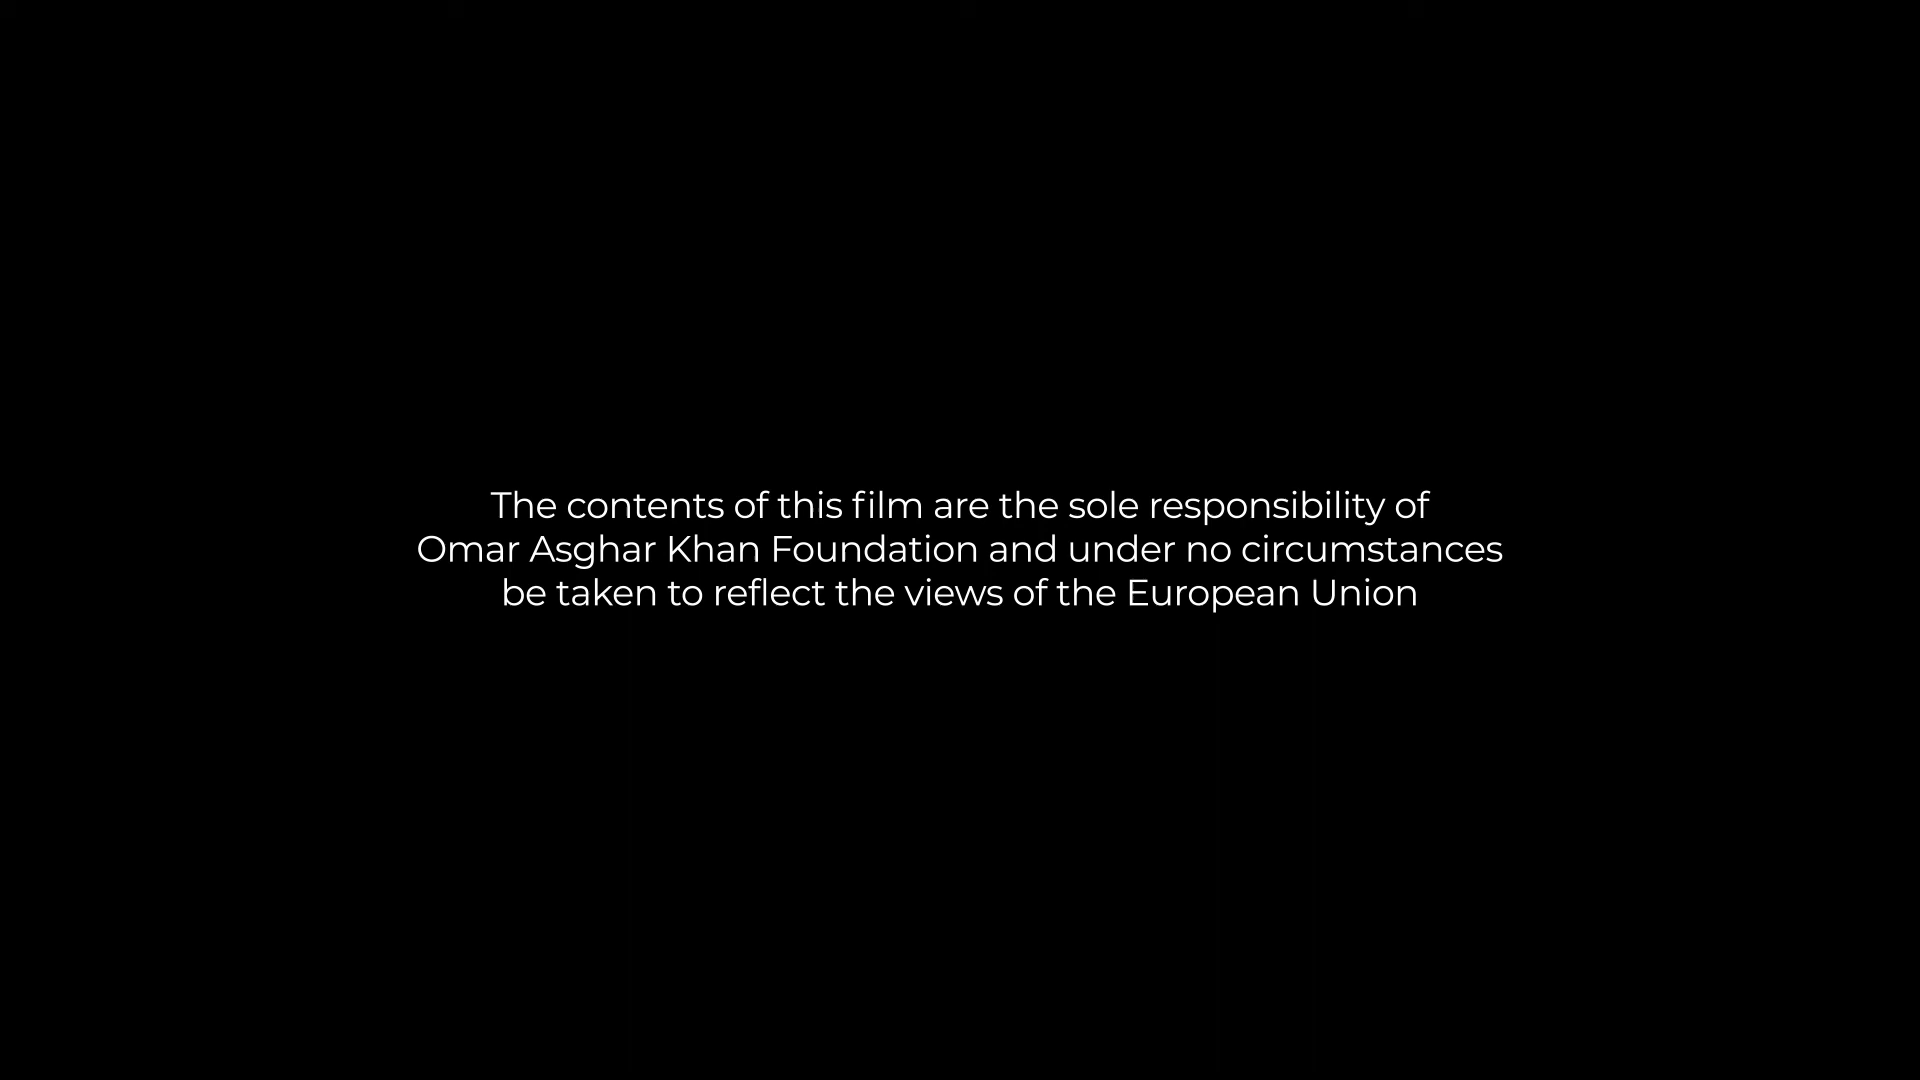 The contents of this film are the sole responsibility of
Omar Asghar Khan Foundation and under no circumstances
be taken to reflect the views of the European Union